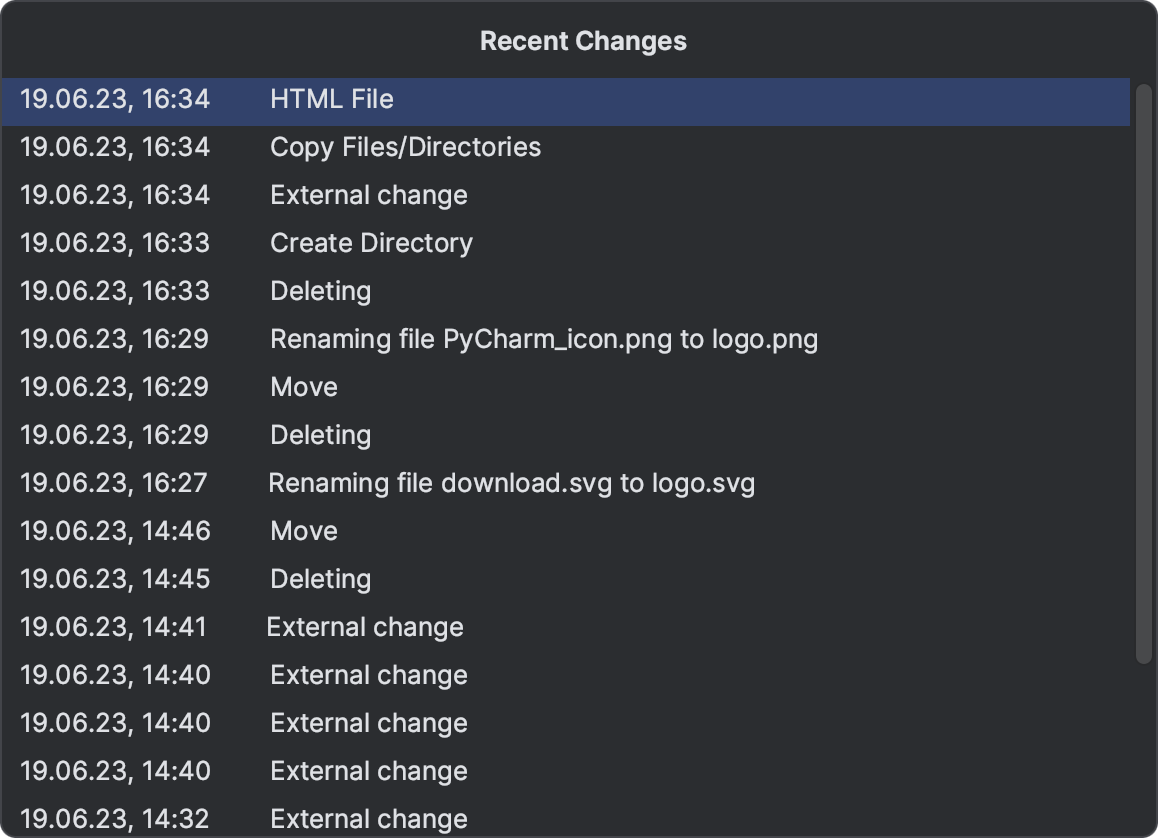 Recent Changes
19.06.23, 16:34 HTML File
19.06.23, 16:34 Copy Files/Directories
19.06.23, 16:34 External change
19.06.23, 16:33 Create Directory
19.06.23, 16:33 Deleting
19.06.23, 16:29 Renaming file PyCharm_icon.png to logo.png
19.06.23, 16:29 Move
19.06.23, 16:29 Deleting
19.06.23, 16:27 Renaming file download.svg to logo.svg
19.06.23, 14:46 Move
19.06.23, 14:45 Deleting
19.06.23, 14:41 External change
19.06.23, 14:40 External change
19.06.23, 14:40 External change
19.06.23, 14:40 External change
19.06.23, 14:32 External change